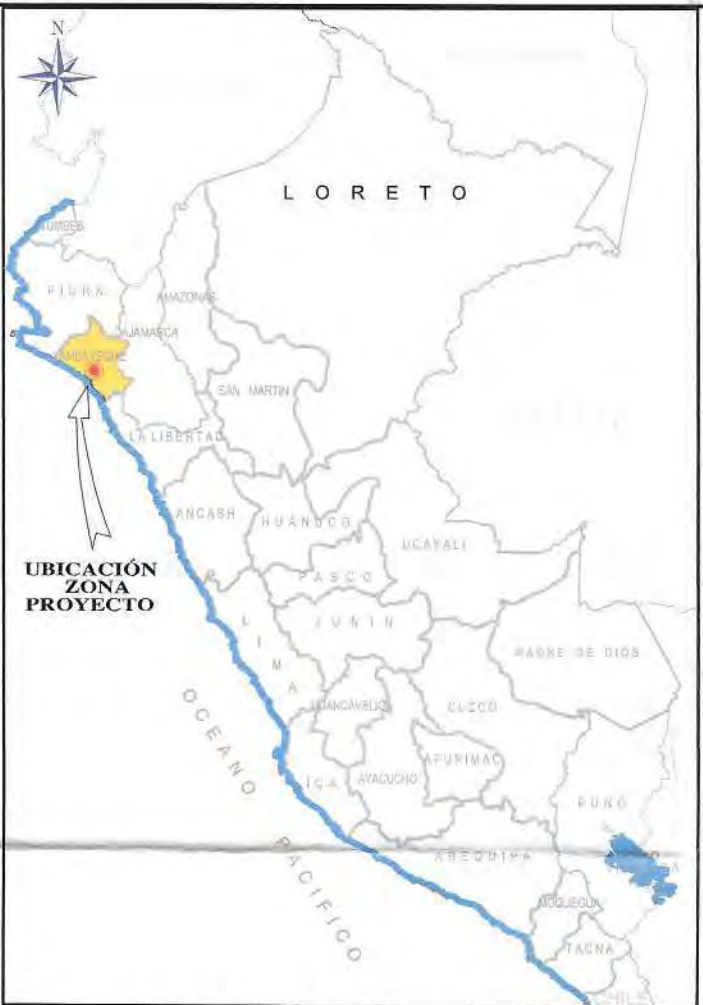 N
LORETO
TUMBES
PIURA
AMAZONAS
CAJAMARCA
LAMBAYEQUE
SAN MARTIN
LA LIBERTAD
ANCASH
HUANUCO
UCAYALI
UBICACIÓN
ZONA
PROYECTO
PASCO
LIMA
JUNIN
MADRE DE DIOS
HUANCAVELICA
CUZCO
OCEANO PACIFICO
ICA
AYACUCHO
APURIMAC
PUNO
AREQUIPA
MOQUEGUA
TACNA
CHILE